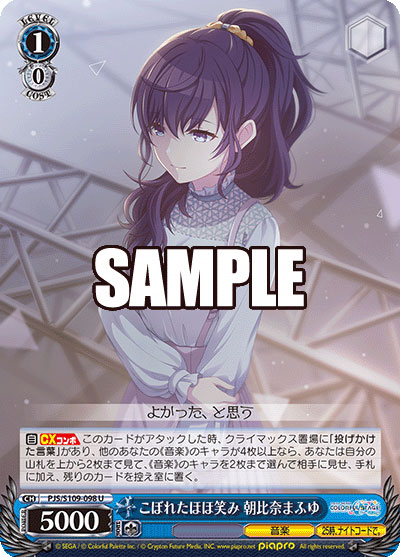 LEVEL
1
0
COST
SAMPLE
よかった、と思う
自 CXコンボ このカードがアタックした時、クライマックス置場に「投げか
けた言葉」があり、他のあなたの《音楽》のキャラが4枚以上なら、あなたは自分の
山札を上から2枚まで見て、《音楽》のキャラを2枚まで選んで相手に見せ、手札
に加え、残りのカードを控え室に置く。
CH PJS/S109-098 U
こぼれたほほ笑み 朝比奈まふゆ
POWER
5000
音楽
25時、ナイトコードで。
COLORFUL STAGE
© SEGA / © Colorful Palette Inc. / © Crypton Future Media, INC. www.piapro.net piapro All rights reserved.